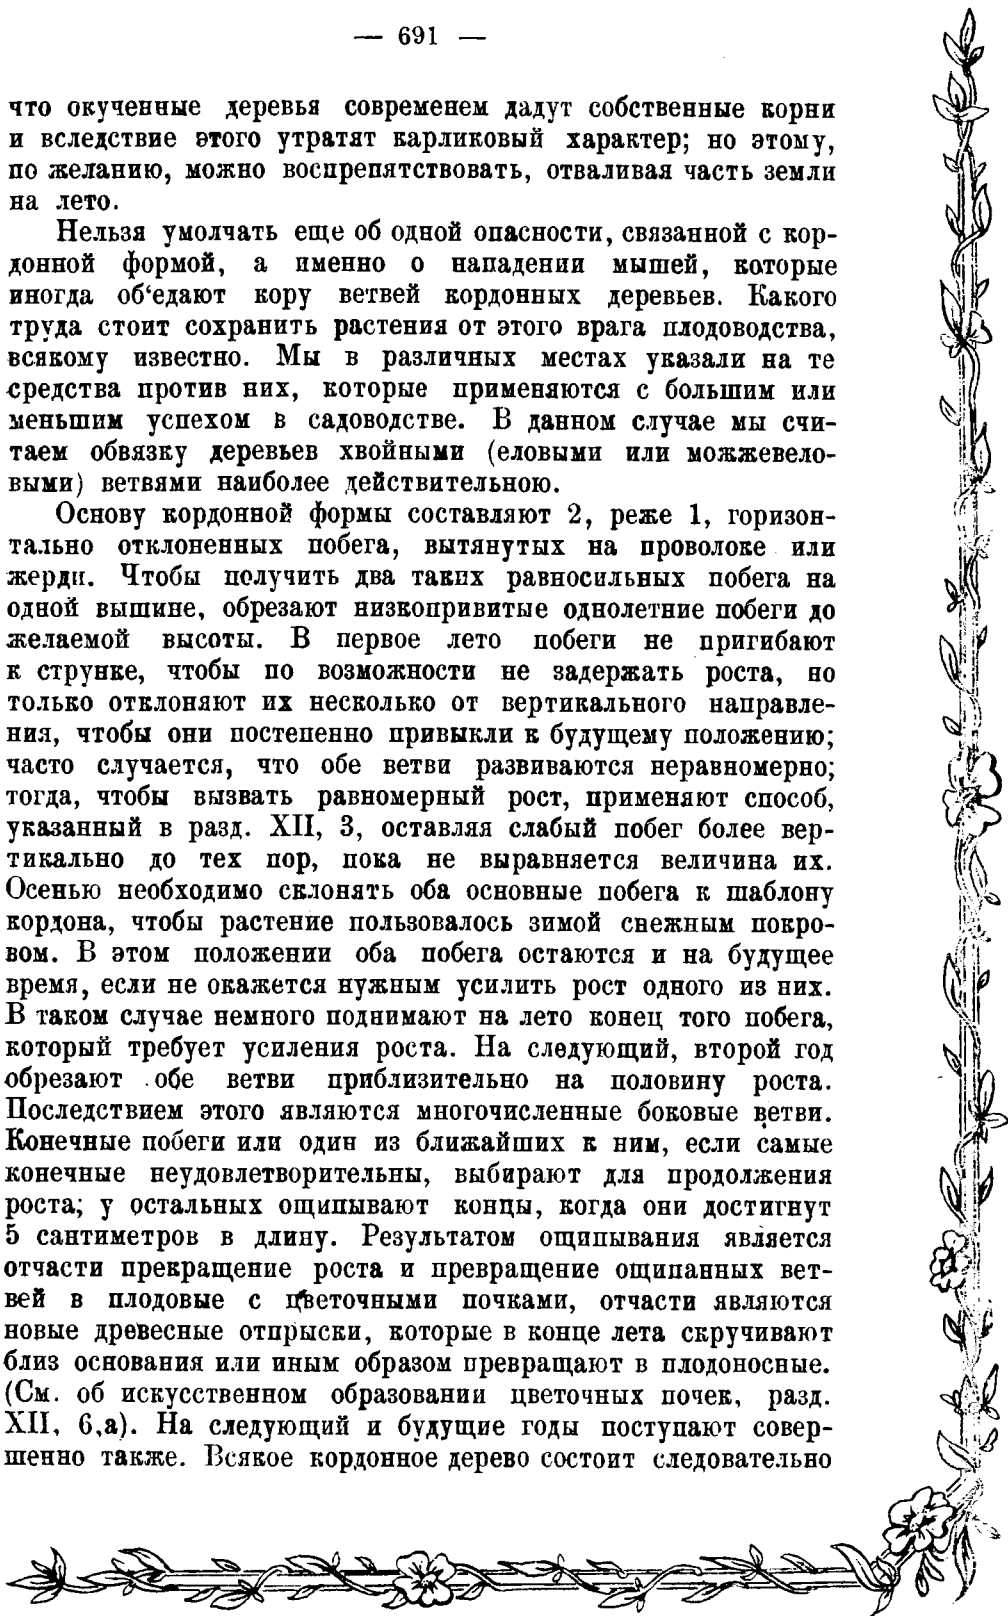 — 691 —
что окученные деревья современем дадут собственные корни
и вследствие этого утратят карликовый характер; но этому,
по желанию, можно воспрепятствовать, отваливая часть земли
на лето.
Нельзя умолчать еще об одной опасности, связанной с кор-
донной формой, а именно о нападении мышей, которые
иногда об‘едают кору ветвей кордонных деревьев. Какого
труда стоит сохранить растения от этого врага плодоводства,
всякому известно. Мы в различных местах указали на те
средства против них, которые применяются с большим или
меньшим успехом в садоводстве. В данном случае мы счи-
таем обвязку деревьев хвойными (еловыми или можжевело-
выми) ветвями наиболее действительною.
Основу кордонной формы составляют 2, реже 1, горизон-
тально отклоненных побега, вытянутых на проволоке или
жерди. Чтобы получить два таких равносильных побега на
одной вышине, обрезают низкопривитые однолетние побеги до
желаемой высоты. В первое лето побеги не пригибают
к струнке, чтобы по возможности не задержать роста, но
только отклоняют их несколько от вертикального направле-
ния, чтобы они постепенно привыкли к будущему положению;
часто случается, что обе ветви развиваются неравномерно;
тогда, чтобы вызвать равномерный рост, применяют способ,
указанный в разд. XII, 3, оставляя слабый побег более вер-
тикально до тех пор, пока не выравняется величина их.
Осенью необходимо склонять оба основные побега к шаблону
кордона, чтобы растение пользовалось зимой снежным покро-
вом. В этом положении оба побега остаются и на будущее
время, если не окажется нужным усилить рост одного из них.
В таком случае немного поднимают на лето конец того побега,
который требует усиления роста. На следующий, второй год
обрезают обе ветви приблизительно на половину роста.
Последствием этого являются многочисленные боковые ветви.
Конечные побеги или один из ближайших к ним, если самые
конечные неудовлетворительны, выбирают для продолжения
роста; у остальных ощипывают концы, когда они достигнут
5 сантиметров в длину. Результатом ощипывания является
отчасти прекращение роста и превращение ощипанных вет-
вей в плодовые с цветочными почками, отчасти являются
новые древесные отпрыски, которые в конце лета скручивают
близ основания или иным образом превращают в плодоносные.
(См. об искусственном образовании цветочных почек, разд.
XII, 6,а). На следующий и будущие годы поступают совер-
шенно также. Всякое кордонное дерево состоит следовательно